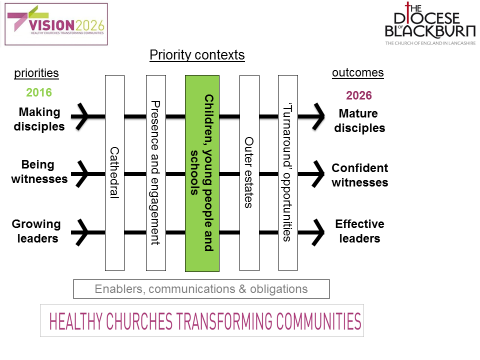 VISION2026
HEALTHY CHURCHES TRANSFORMING COMMUNITIES
THE
DIOCESE
OF
BLACKBURN
THE CHURCH OF ENGLAND IN LANCASHIRE
Priority contexts
priorities
2016
Making
disciples
Being
witnesses
Growing
leaders
Cathedral
Presence and engagement
Children, young people and
schools
Outer estates
'Turnaround' opportunities
outcomes
2026
Mature
disciples
Confident
witnesses
Effective
leaders
Enablers, communications & obligations
HEALTHY CHURCHES TRANSFORMING COMMUNITIES